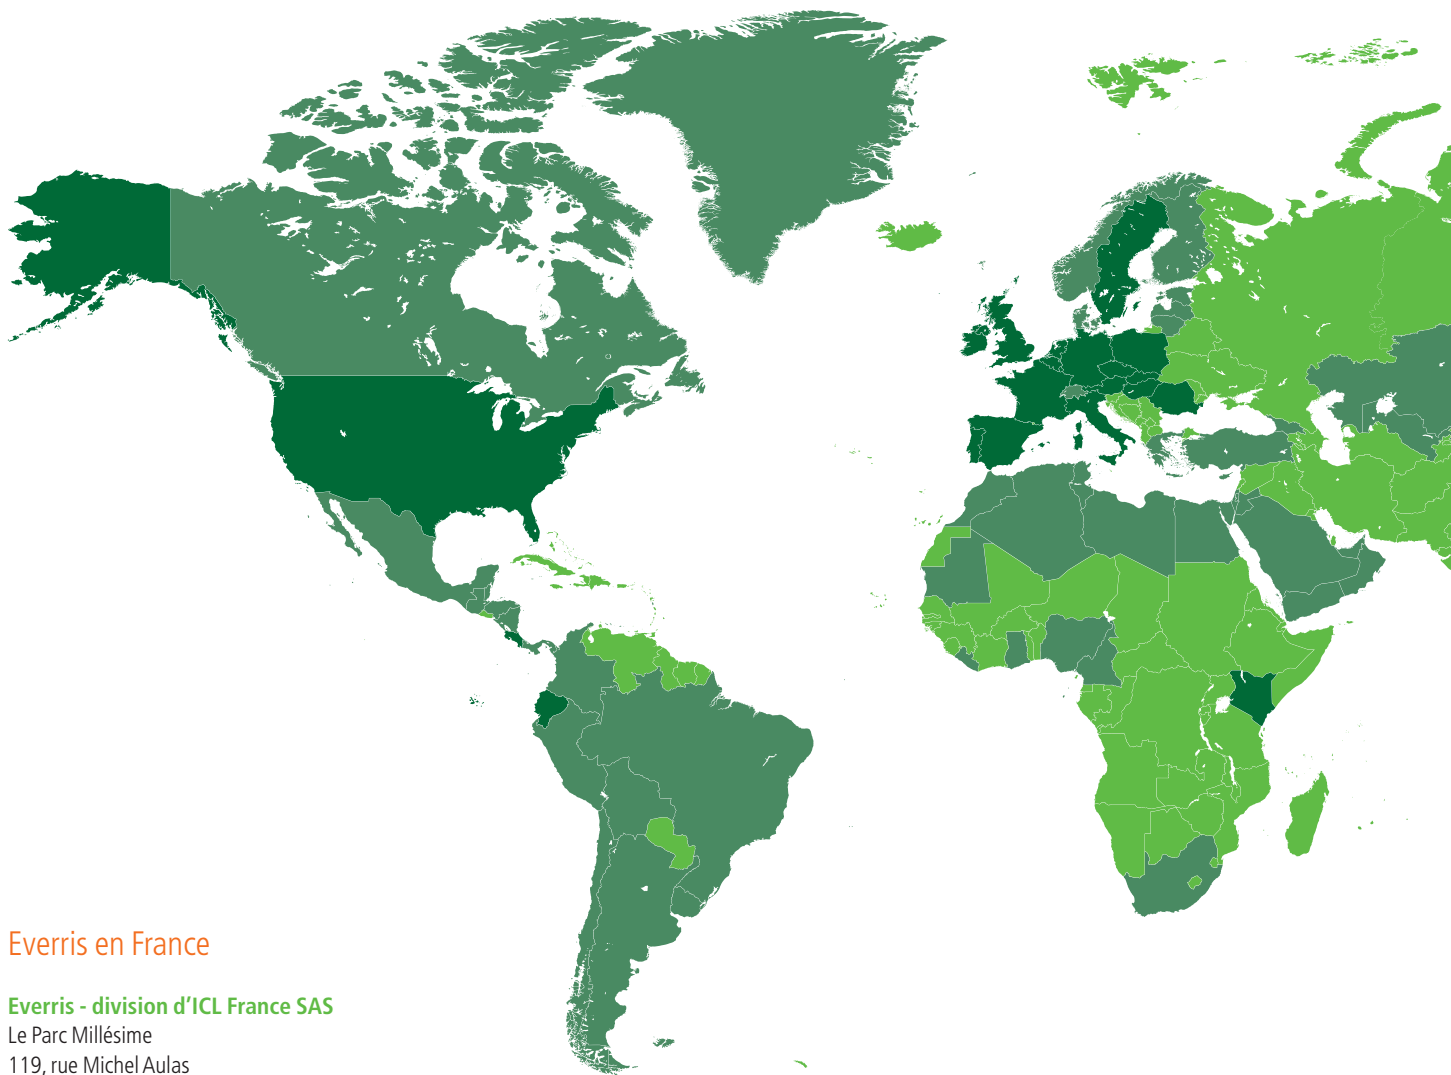 Everris en France
Everris - division d’ICL France SAS
Le Parc Millésime
119, rue Michel Aulas